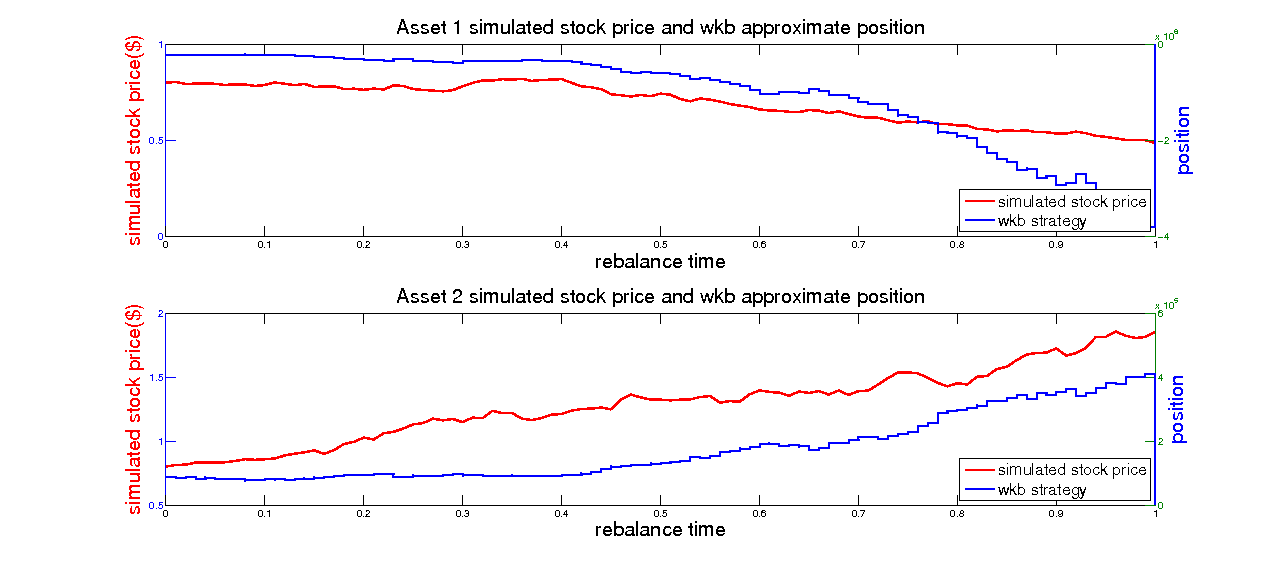 Asset 1 simulated stock price and wkb approximate position
x 10
1
0
simulated stock price($)
0.5
-2
position
simulated stock price
wkb strategy
0
-4
0 0.1 0.2 0.3 0.4 0.5 0.6 0.7 0.8 0.9 1
rebalance time
Asset 2 simulated stock price and wkb approximate position
x 10
2
6
simulated stock price($)
1.5
4
position
1
2
simulated stock price
wkb strategy
0.5
0
0 0.1 0.2 0.3 0.4 0.5 0.6 0.7 0.8 0.9 1
rebalance time